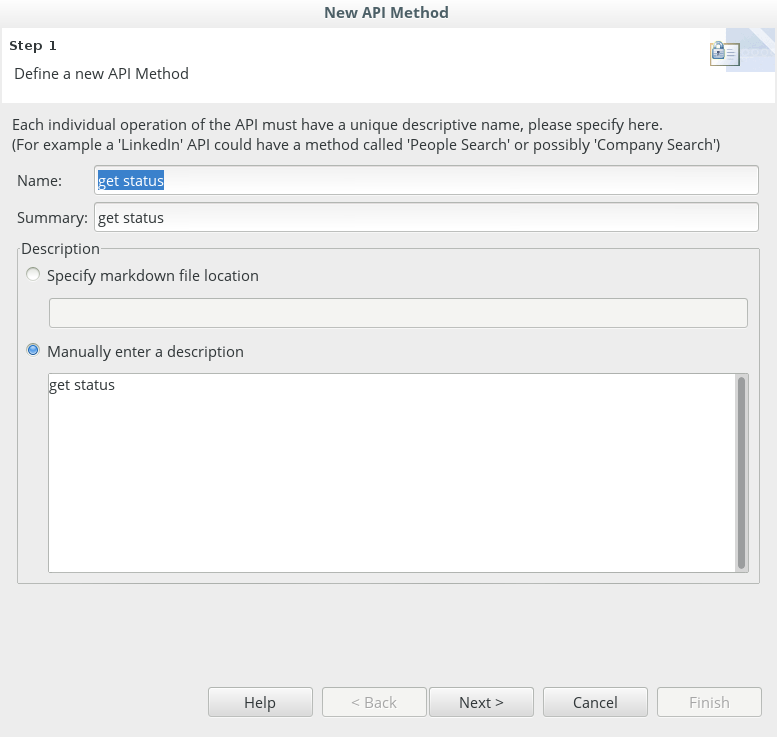 New API Method
Step 1
Define a new API Method
Each individual operation of the API must have a unique descriptive name, please specify here.
(For example a 'LinkedIn' API could have a method called 'People Search' or possibly 'Company Search')
Name: get status
Summary: get status
Description
Specify markdown file location
Manually enter a description
get status
Help < Back Next > Cancel Finish